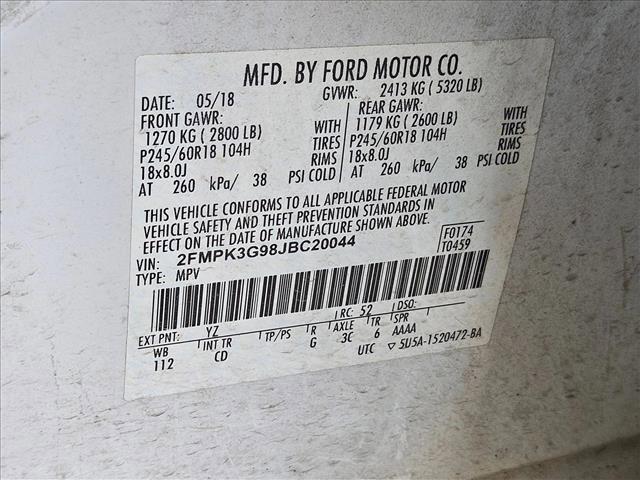 MFD. BY FORD MOTOR CO.
DATE: 05/18 GVWR: 2413 KG ( 5320 LB)
FRONT GAWR: REAR GAWR:
1270 KG ( 2800 LB) WITH 1179 KG ( 2600 LB) WITH
P245/60R18 104H TIRES P245/60R18 104H TIRES
18x8.0J RIMS 18x8.0J RIMS
AT 260 kPa/ 38 PSI COLD AT 260 kPa/ 38 PSI COLD
THIS VEHICLE CONFORMS TO ALL APPLICABLE FEDERAL MOTOR
VEHICLE SAFETY AND THEFT PREVENTION STANDARDS IN
EFFECT ON THE DATE OF MANUFACTURE SHOWN ABOVE.
VIN: 2FMPK3G98JBC20044 F0174
TYPE: MPV T0459
EXT PNT: YZ RC: 52 DSO:
WB INT TR TP/PS R AXLE TR SPR
112 CD G 3C 6 AAAA
UTC ▽ 5U5A-1520472-BA